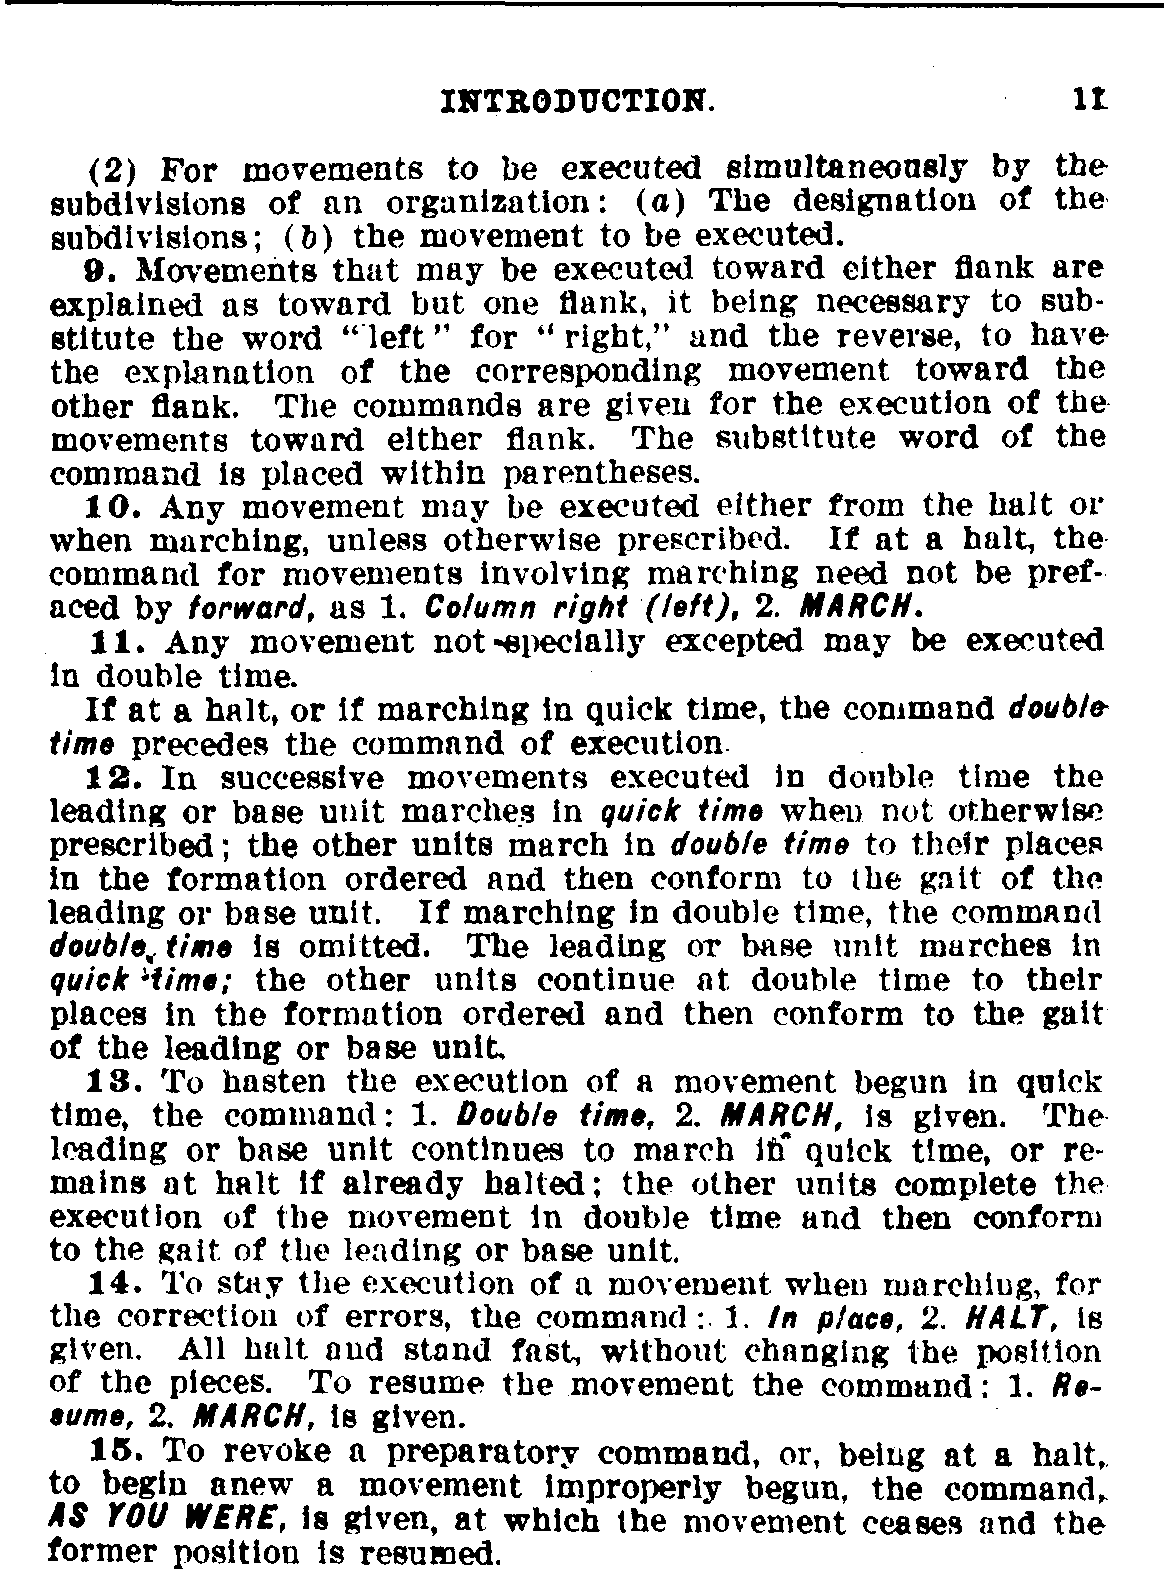 INTRODUCTION. 11
(2) For movements to be executed simultaneously by the
subdivisions of an organization: (a) The designation of the
subdivisions; (b) the movement to be executed.
9. Movements that may be executed toward either flank are
explained as toward but one flank, it being necessary to sub-
stitute the word "left" for "right," and the reverse, to have
the explanation of the corresponding movement toward the
other flank. The commands are given for the execution of the
movements toward either flank. The substitute word of the
command is placed within parentheses.
10. Any movement may be executed either from the halt or
when marching, unless otherwise prescribed. If at a halt, the
command for movements involving marching need not be pref-
aced by forward, as 1. Column right (left), 2. MARCH.
11. Any movement not specially excepted may be executed
in double time.
If at a halt, or if marching in quick time, the command double
time precedes the command of execution.
12. In successive movements executed in double time the
leading or base unit marches in quick time when not otherwise
prescribed; the other units march in double time to their places
in the formation ordered and then conform to the gait of the
leading or base unit. If marching in double time, the command
double time is omitted. The leading or base unit marches in
quick time; the other units continue at double time to their
places in the formation ordered and then conform to the gait
of the leading or base unit.
13. To hasten the execution of a movement begun in quick
time, the command: 1. Double time, 2. MARCH, is given. The
leading or base unit continues to march in quick time, or re-
mains at halt if already halted; the other units complete the
execution of the movement in double time and then conform
to the gait of the leading or base unit.
14. To stay the execution of a movement when marching, for
the correction of errors, the command: 1. In place, 2. HALT, is
given. All halt and stand fast, without changing the position
of the pieces. To resume the movement the command: 1. Re-
sume, 2. MARCH, is given.
15. To revoke a preparatory command, or, being at a halt,
to begin anew a movement improperly begun, the command,
AS YOU WERE, is given, at which the movement ceases and the
former position is resumed.